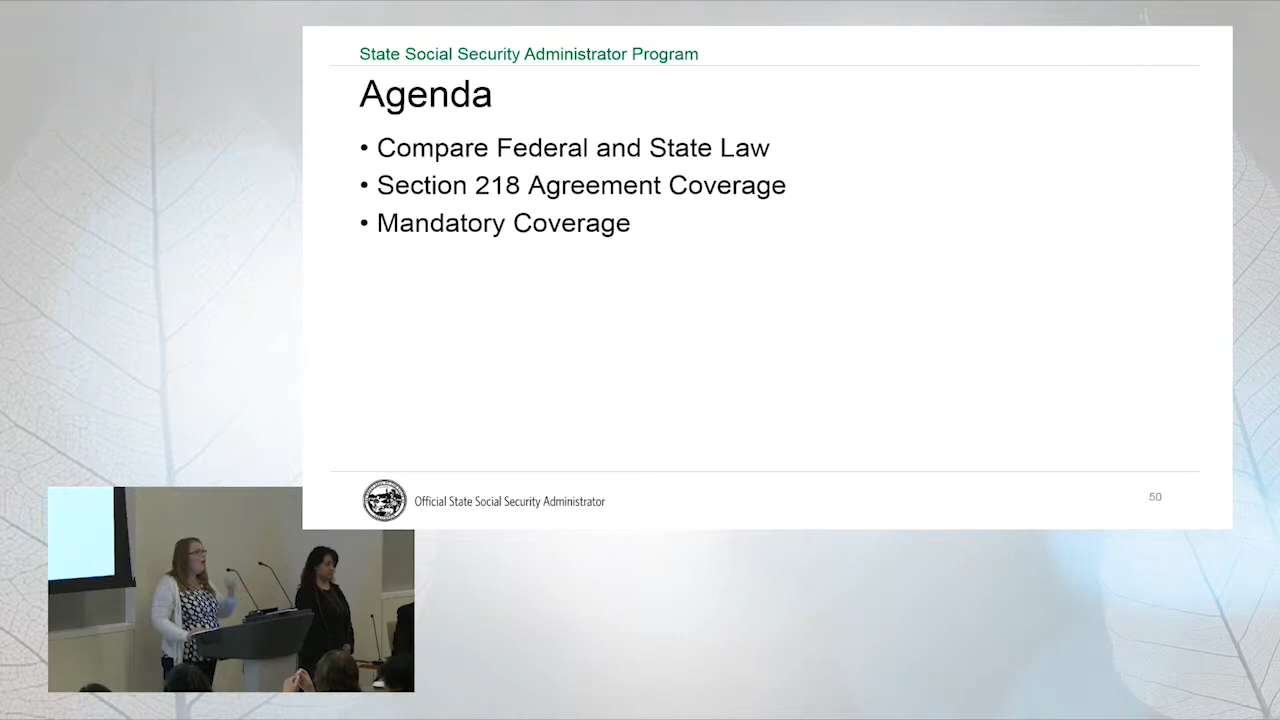 State Social Security Administrator Program
Agenda
• Compare Federal and State Law
• Section 218 Agreement Coverage
• Mandatory Coverage
Official State Social Security Administrator
50